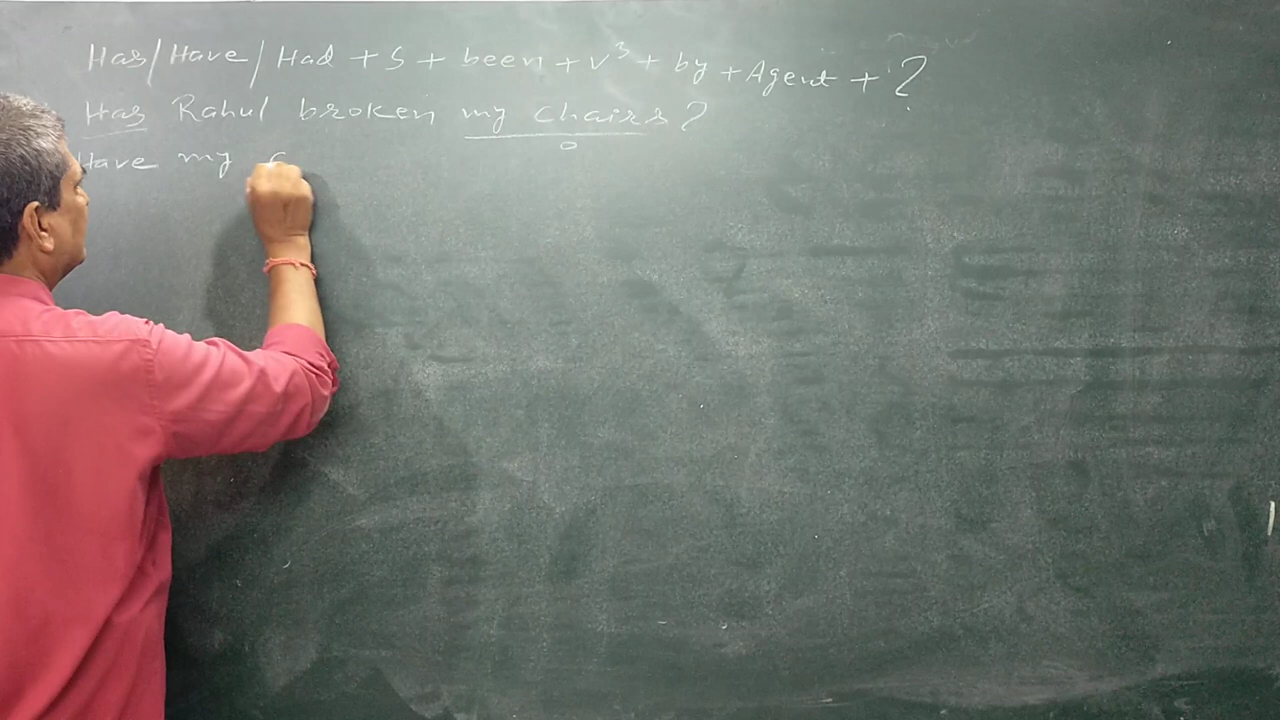 Has/Have/Had + S + been + V³ + by + Agent + ?
Has Rahul broken my chairs?
O
Have my c